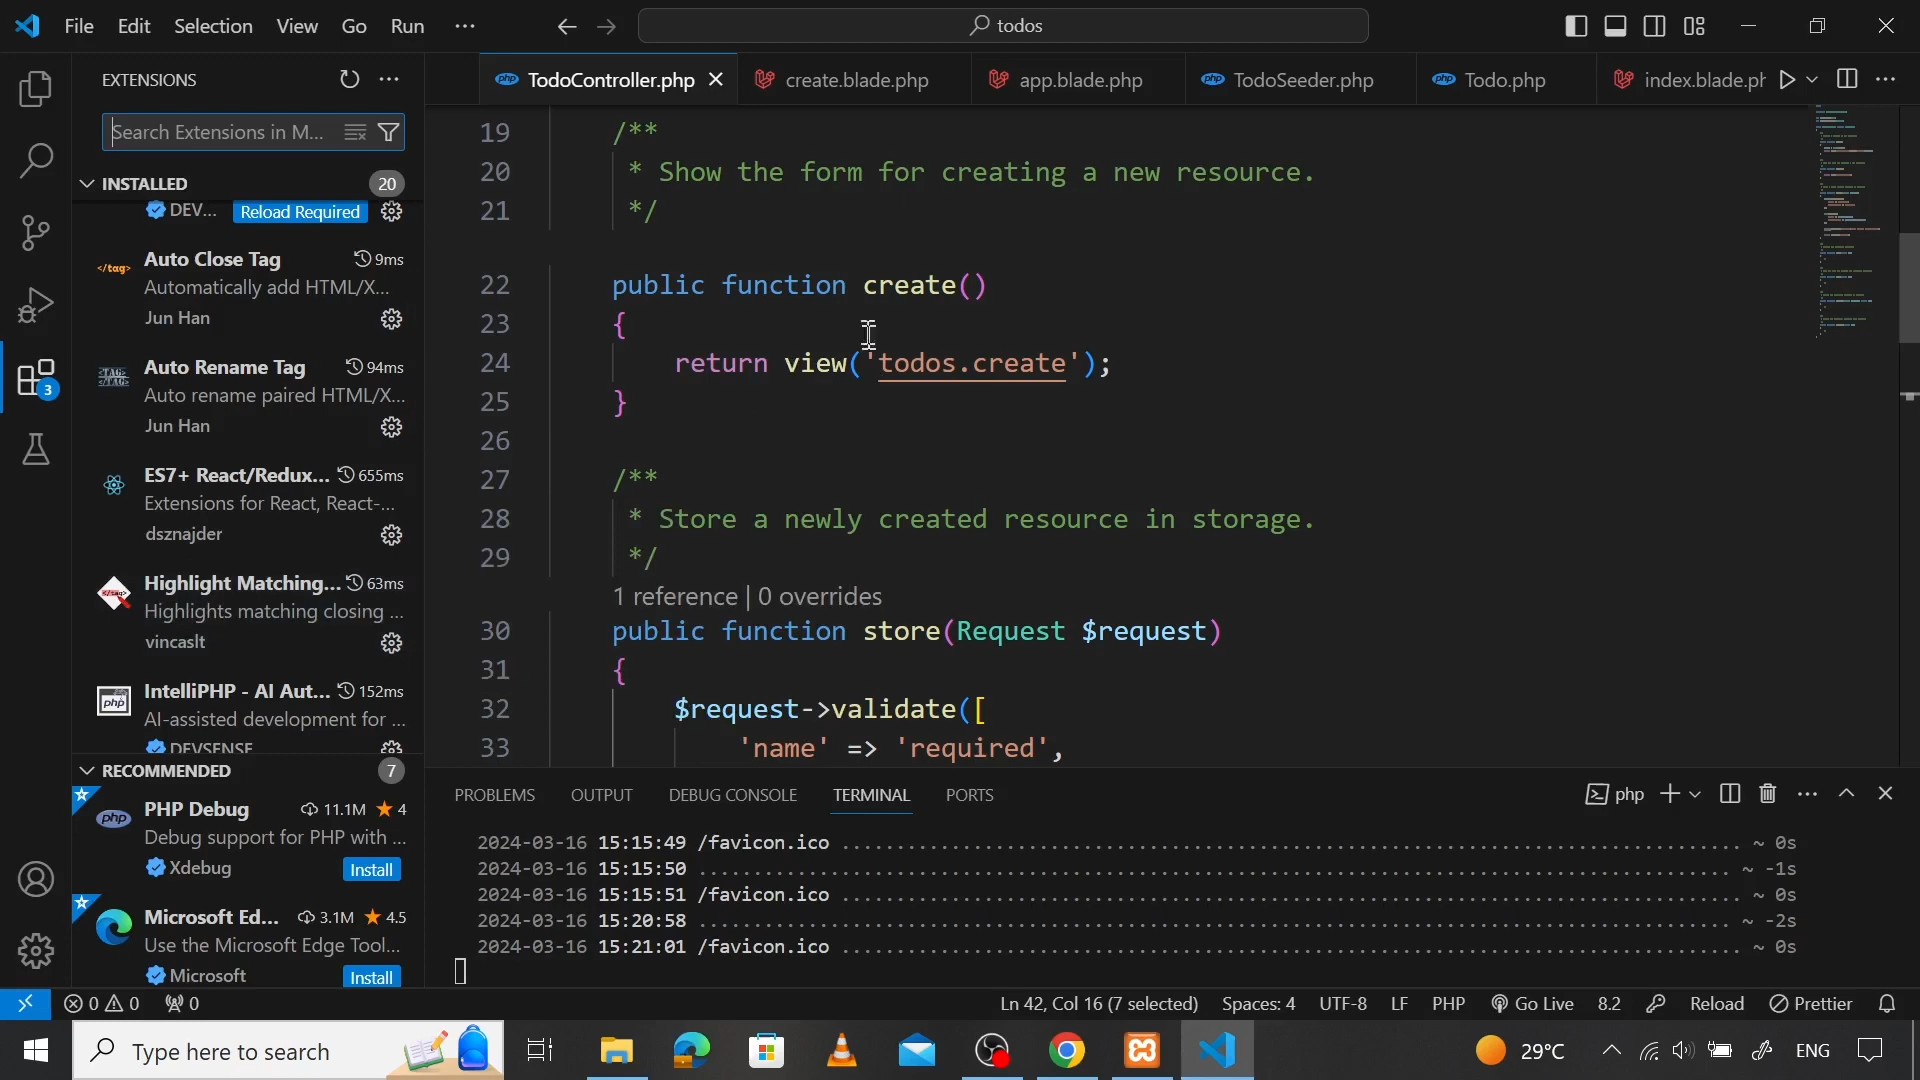 File Edit Selection View Go Run ···
todos
EXTENSIONS
Search Extensions in M...
INSTALLED 20
DEV... Reload Required
Auto Close Tag 9ms
Automatically add HTML/X...
Jun Han
Auto Rename Tag 94ms
Auto rename paired HTML/X...
Jun Han
ES7+ React/Redux... 655ms
Extensions for React, React-...
dsznajder
Highlight Matching... 63ms
Highlights matching closing ...
vincaslt
IntelliPHP - AI Aut... 152ms
AI-assisted development for ...
DEVSENSE
RECOMMENDED 7
PHP Debug 11.1M 4
Debug support for PHP with ...
Xdebug Install
Microsoft Ed... 3.1M 4.5
Use the Microsoft Edge Tool...
Microsoft Install
3
TodoController.php create.blade.php app.blade.php TodoSeeder.php Todo.php index.blade.ph
19 /**
20 * Show the form for creating a new resource.
21 */
22 public function create()
23 {
24 return view('todos.create');
25 }
26
27 /**
28 * Store a newly created resource in storage.
29 */
1 reference | 0 overrides
30 public function store(Request $request)
31 {
32 $request->validate([
33 'name' => 'required',
PROBLEMS OUTPUT DEBUG CONSOLE TERMINAL PORTS
php
2024-03-16 15:15:49 /favicon.ico ........................................ ~ 0s
2024-03-16 15:15:50 ........................................ ~ -1s
2024-03-16 15:15:51 /favicon.ico ........................................ ~ 0s
2024-03-16 15:20:58 ........................................ ~ -2s
2024-03-16 15:21:01 /favicon.ico ........................................ ~ 0s
0 0 0 Ln 42, Col 16 (7 selected) Spaces: 4 UTF-8 LF PHP Go Live 8.2 Reload Prettier
Type here to search
29°C ENG